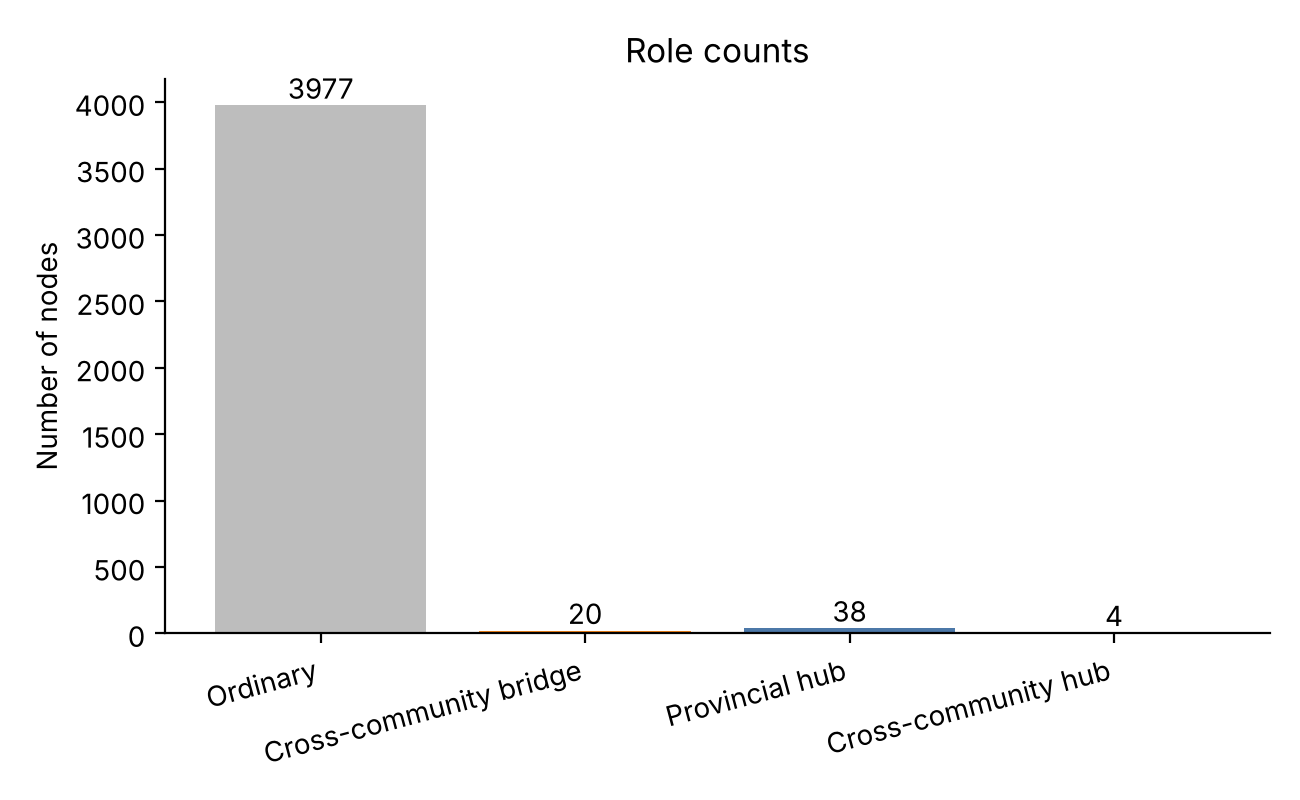 Role counts
Number of nodes
4000
3500
3000
2500
2000
1500
1000
500
0
3977
20
38
4
Ordinary
Cross-community bridge
Provincial hub
Cross-community hub